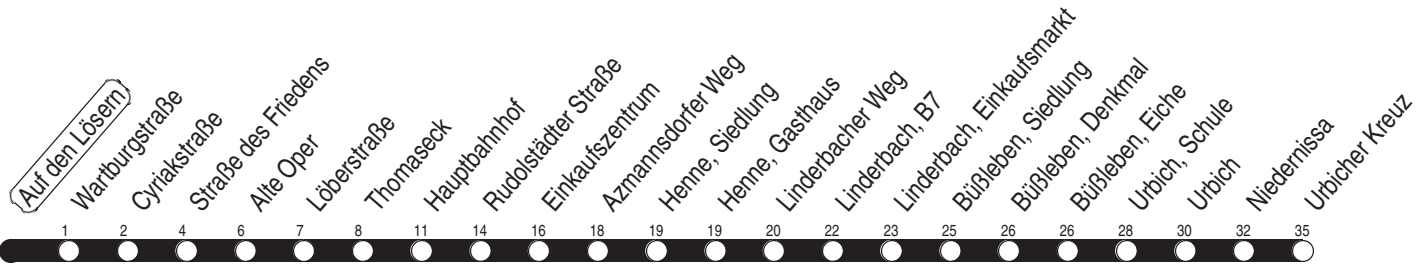 Auf den Lösern
Wartburgstraße
Cyriakstraße
Straße des Friedens
Alte Oper
Löberstraße
Thomaseck
Hauptbahnhof
Rudolstädter Straße
Einkaufszentrum
Azmannsdorfer Weg
Henne, Siedlung
Henne, Gasthaus
Linderbacher Weg
Linderbach, B7
Linderbach, Einkaufsmarkt
Büßleben, Siedlung
Büßleben, Denkmal
Büßleben, Eiche
Urbich, Schule
Urbich
Niedernissa
Urbicher Kreuz
1 2 4 6 7 8 11 14 16 18 19 19 20 22 23 25 26 26 28 30 32 35